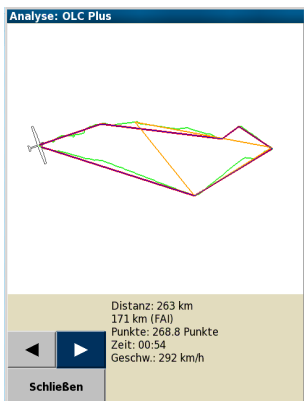 Analyse: OLC Plus
Distanz: 263 km
171 km (FAI)
Punkte: 268.8 Punkte
Zeit: 00:54
Geschw.: 292 km/h
Schließen